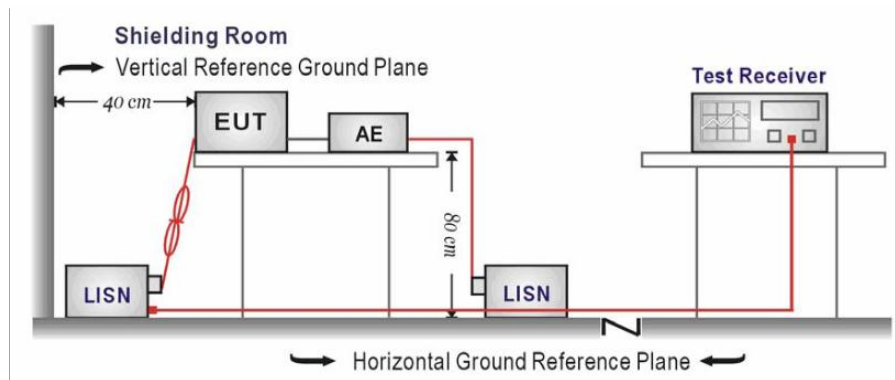 Shielding Room
Vertical Reference Ground Plane
40 cm
EUT
AE
Test Receiver
80 cm
LISN
LISN
Horizontal Ground Reference Plane